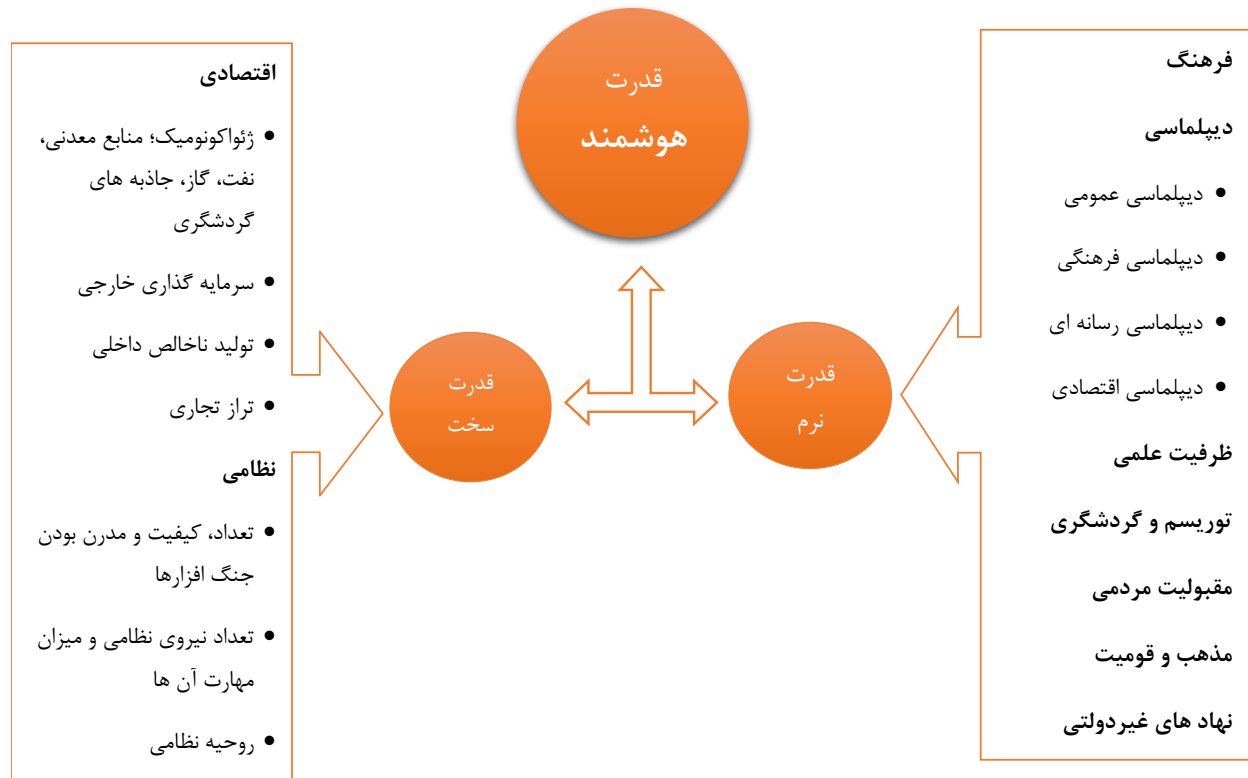 قدرت
هوشمند
قدرت
نرم
قدرت
سخت
فرهنگ
دیپلماسی
• دیپلماسی عمومی
• دیپلماسی فرهنگی
• دیپلماسی رسانه ای
• دیپلماسی اقتصادی
ظرفیت علمی
توریسم و گردشگری
مقبولیت مردمی
مذهب و قومیت
نهاد های غیردولتی
اقتصادی
• ژئواکونومیک؛ منابع معدنی،
نفت، گاز، جاذبه های
گردشگری
• سرمایه گذاری خارجی
• تولید ناخالص داخلی
• تراز تجاری
نظامی
• تعداد، کیفیت و مدرن بودن
جنگ افزارها
• تعداد نیروی نظامی و میزان
مهارت آن ها
• روحیه نظامی